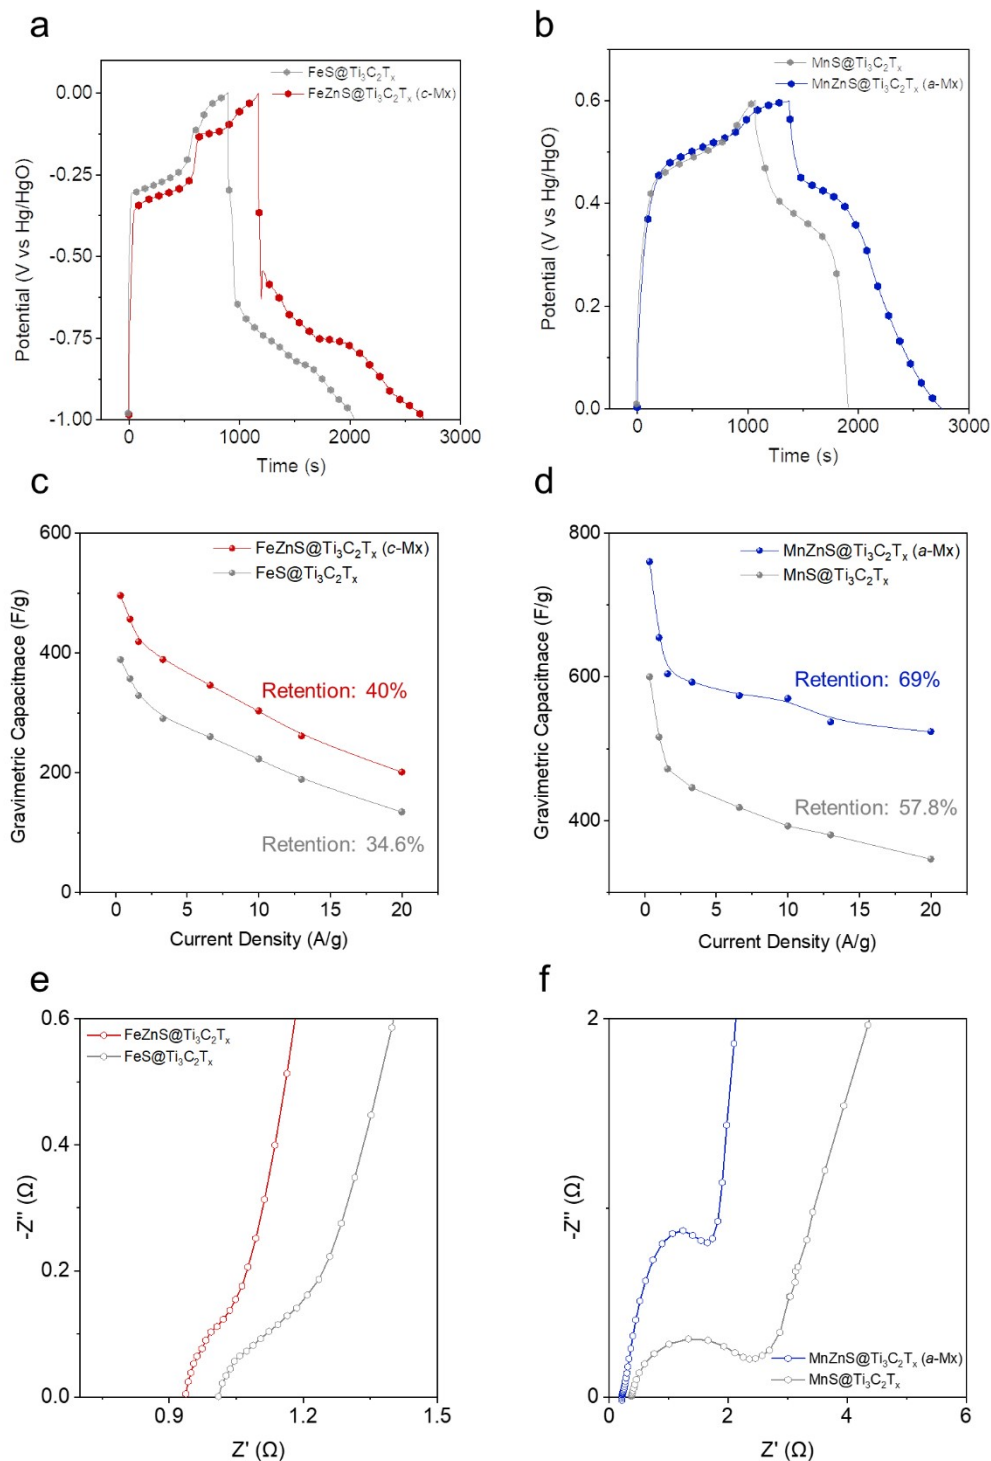 a
FeS@Ti₃C₂Tₓ
FeZnS@Ti₃C₂Tₓ (c-Mx)
0.00
-0.25
-0.50
-0.75
-1.00
Potential (V vs Hg/HgO)
0
1000
2000
3000
Time (s)
b
MnS@Ti₃C₂Tₓ
MnZnS@Ti₃C₂Tₓ (a-Mx)
0.6
0.4
0.2
0.0
Potential (V vs Hg/HgO)
0
1000
2000
3000
Time (s)
c
FeZnS@Ti₃C₂Tₓ (c-Mx)
FeS@Ti₃C₂Tₓ
600
400
200
0
Gravimetric Capacitnace (F/g)
Retention: 40%
Retention: 34.6%
0
5
10
15
20
Current Density (A/g)
d
MnZnS@Ti₃C₂Tₓ (a-Mx)
MnS@Ti₃C₂Tₓ
800
600
400
Gravimetric Capacitnace (F/g)
Retention: 69%
Retention: 57.8%
0
5
10
15
20
Current Density (A/g)
e
FeZnS@Ti₃C₂Tₓ
FeS@Ti₃C₂Tₓ
0.6
0.4
0.2
0.0
-Z'' (Ω)
0.9
1.2
1.5
Z' (Ω)
f
2
0
-Z'' (Ω)
MnZnS@Ti₃C₂Tₓ (a-Mx)
MnS@Ti₃C₂Tₓ
0
2
4
6
Z' (Ω)